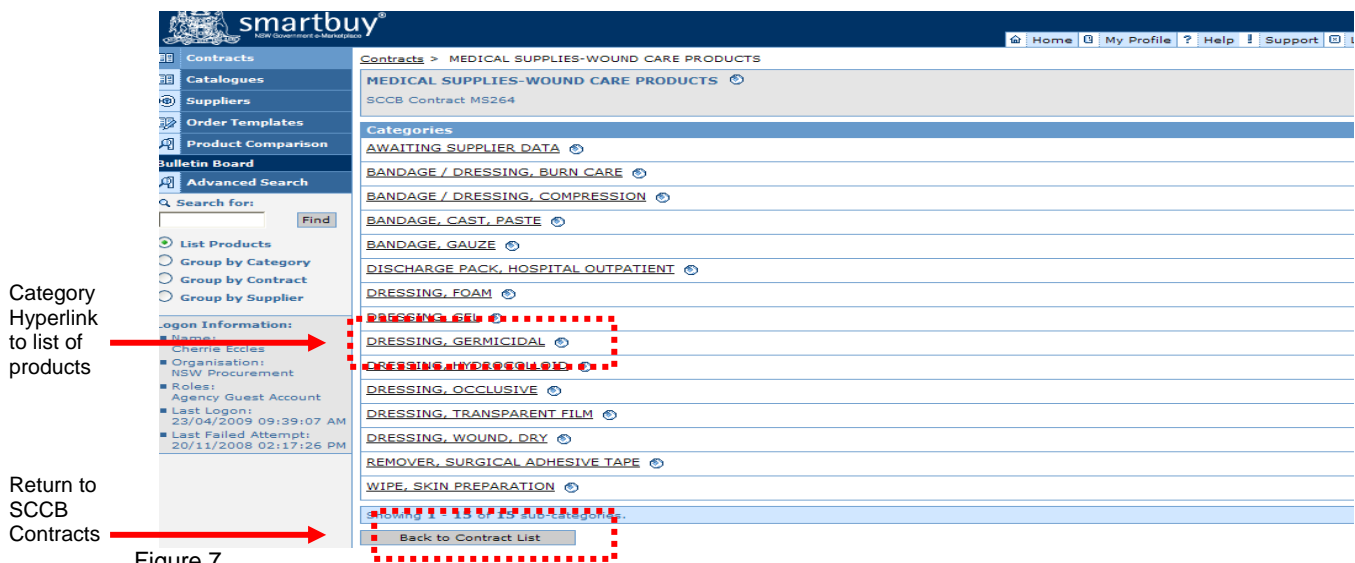 smartbuy®
NSW Government e-Marketplace
Home My Profile ? Help ! Support
Contracts
Catalogues
Suppliers
Order Templates
Product Comparison
Bulletin Board
Advanced Search
Search for:
Find
List Products
Group by Category
Group by Contract
Group by Supplier
Logon Information:
Name:
Cherrie Eccles
Organisation:
NSW Procurement
Roles:
Agency Guest Account
Last Logon:
23/04/2009 09:39:07 AM
Last Failed Attempt:
20/11/2008 02:17:26 PM
Contracts > MEDICAL SUPPLIES-WOUND CARE PRODUCTS
MEDICAL SUPPLIES-WOUND CARE PRODUCTS
SCCB Contract MS264
Categories
AWAITING SUPPLIER DATA
BANDAGE / DRESSING, BURN CARE
BANDAGE / DRESSING, COMPRESSION
BANDAGE, CAST, PASTE
BANDAGE, GAUZE
DISCHARGE PACK, HOSPITAL OUTPATIENT
DRESSING, FOAM
DRESSING, GEL
DRESSING, GERMICIDAL
DRESSING, HYDROCOLLOID
DRESSING, OCCLUSIVE
DRESSING, TRANSPARENT FILM
DRESSING, WOUND, DRY
REMOVER, SURGICAL ADHESIVE TAPE
WIPE, SKIN PREPARATION
Showing 1 - 15 of 15 sub-categories.
Back to Contract List
Category
Hyperlink
to list of
products
Return to
SCCB
Contracts
Figure 7